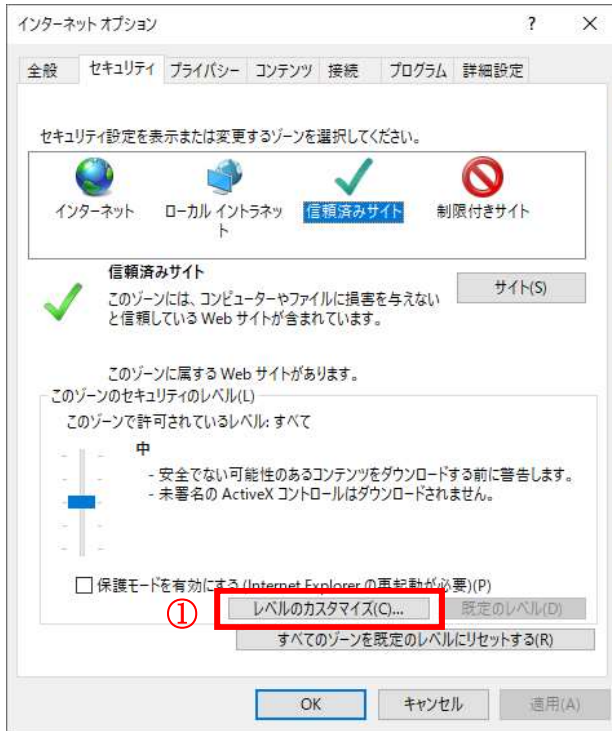 インターネット オプション
? ×
全般 セキュリティ プライバシー コンテンツ 接続 プログラム 詳細設定
セキュリティ設定を表示または変更するゾーンを選択してください。
インターネット ローカル イントラネッ
ト 信頼済みサイト 制限付きサイト
信頼済みサイト
このゾーンには、コンピューターやファイルに損害を与えない
と信頼している Web サイトが含まれています。
サイト(S)
このゾーンに属する Web サイトがあります。
このゾーンのセキュリティのレベル(L)
このゾーンで許可されているレベル: すべて
中
- 安全でない可能性のあるコンテンツをダウンロードする前に警告します。
- 未署名の ActiveX コントロールはダウンロードされません。
保護モードを有効にする (Internet Explorer の再起動が必要)(P)
①
レベルのカスタマイズ(C)... 既定のレベル(D)
すべてのゾーンを既定のレベルにリセットする(R)
OK キャンセル 適用(A)